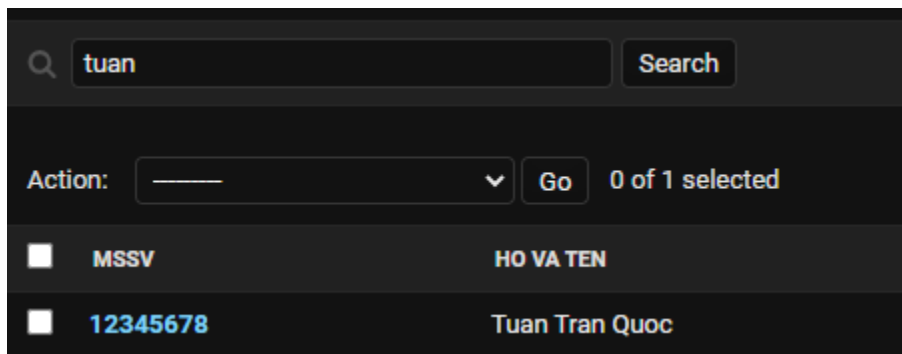 tuan Search
Action: --------- Go 0 of 1 selected
MSSV HO VA TEN
12345678 Tuan Tran Quoc